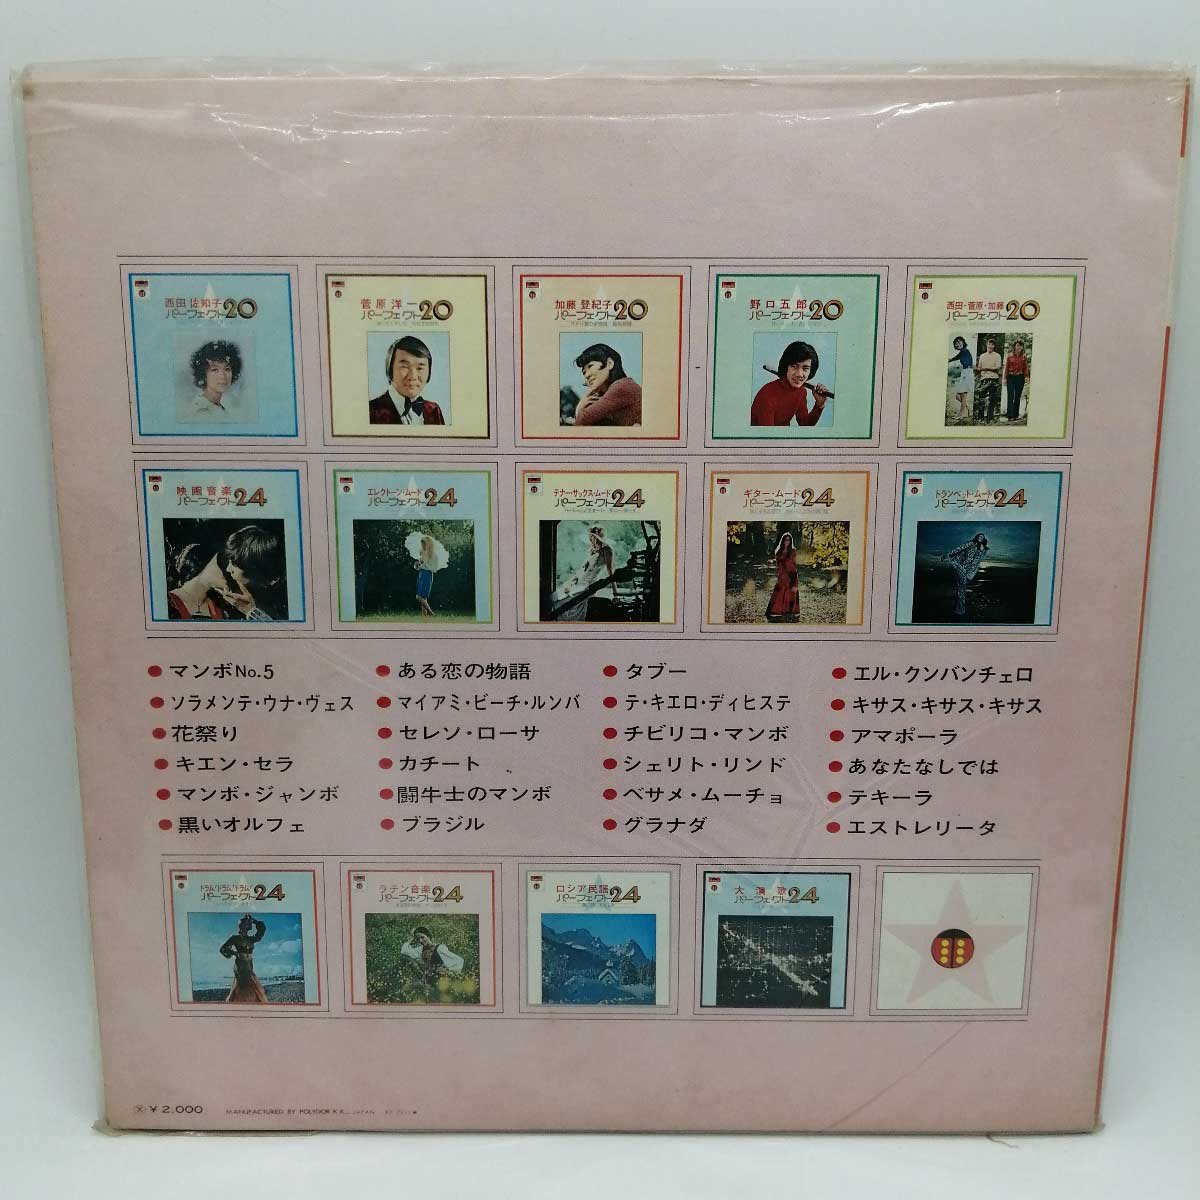 西田佐知子
パーフェクト20
菅原洋一
パーフェクト20
加藤登紀子
パーフェクト20
野口五郎
パーフェクト20
西田・菅原・加藤
パーフェクト20
映画音楽
パーフェクト24
エレクトーン・ムード
パーフェクト24
テナー・サックス・ムード
パーフェクト24
ギター・ムード
パーフェクト24
トランペット・ムード
パーフェクト24
● マンボNo.5
● ソラメンテ・ウナ・ヴェス
● 花祭り
● キエン・セラ
● マンボ・ジャンボ
● 黒いオルフェ
● ある恋の物語
● マイアミ・ビーチ・ルンバ
● セレソ・ローサ
● カチート
● 闘牛士のマンボ
● ブラジル
● タブー
● テ・キエロ・ディヒステ
● チビリコ・マンボ
● シェリト・リンド
● ベサメ・ムーチョ
● グラナダ
● エル・クンバンチェロ
● キサス・キサス・キサス
● アマポーラ
● あなたなしでは
● テキーラ
● エストレリータ
ドラム!ドラム!ドラム!
パーフェクト24
ラテン音楽
パーフェクト24
ロシア民謡
パーフェクト24
大演歌
パーフェクト24
Ⓧ ¥2,000 MANUFACTURED BY POLYDOR K.K., JAPAN